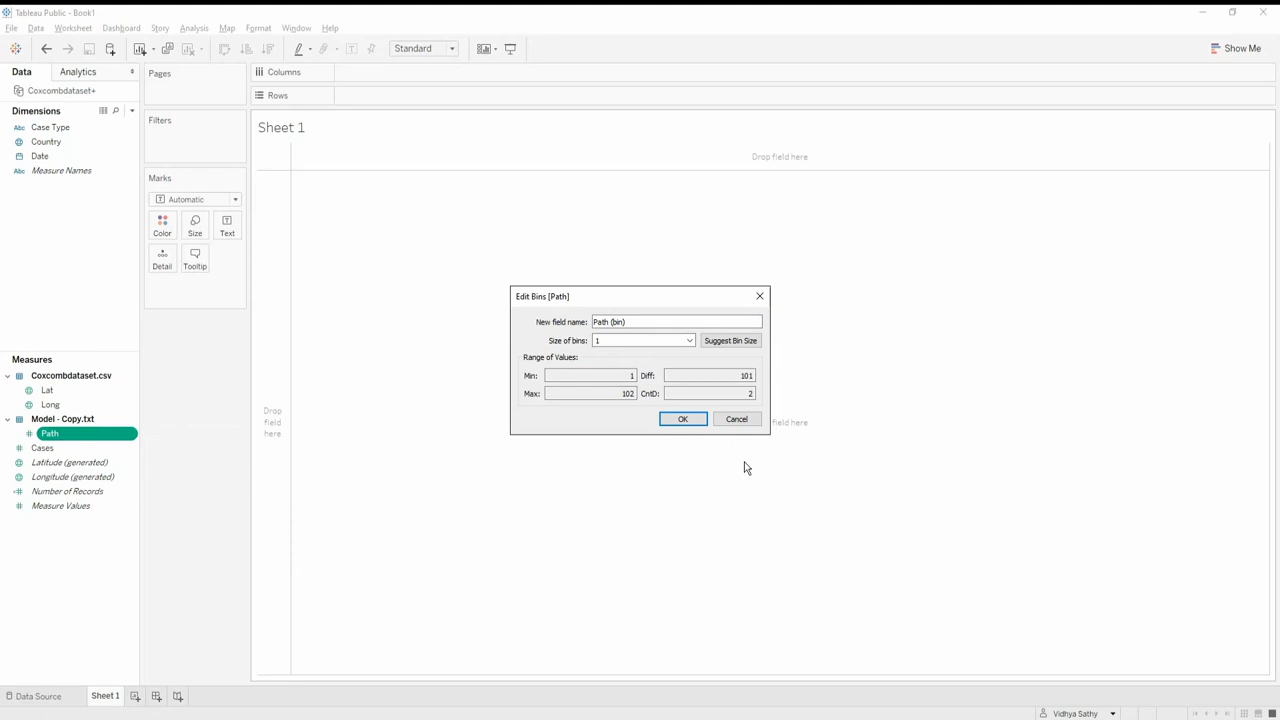 Tableau Public - Book1
File Data Worksheet Dashboard Story Analysis Map Format Window Help
Standard
Show Me
Data Analytics
Pages
Columns
Coxcombdataset+
Rows
Dimensions
Filters
Case Type
Country
Date
Measure Names
Sheet 1
Drop field here
Marks
Automatic
Color Size Text
Detail Tooltip
Edit Bins [Path]
New field name: Path (bin)
Size of bins: 1 Suggest Bin Size
Range of Values:
Min: 1 Diff: 101
Max: 102 CntD: 2
OK Cancel
Drop
field
here
field here
Measures
Coxcombdataset.csv
Lat
Long
Model - Copy.txt
Path
Cases
Latitude (generated)
Longitude (generated)
Number of Records
Measure Values
Data Source Sheet 1
Vidhya Sathy